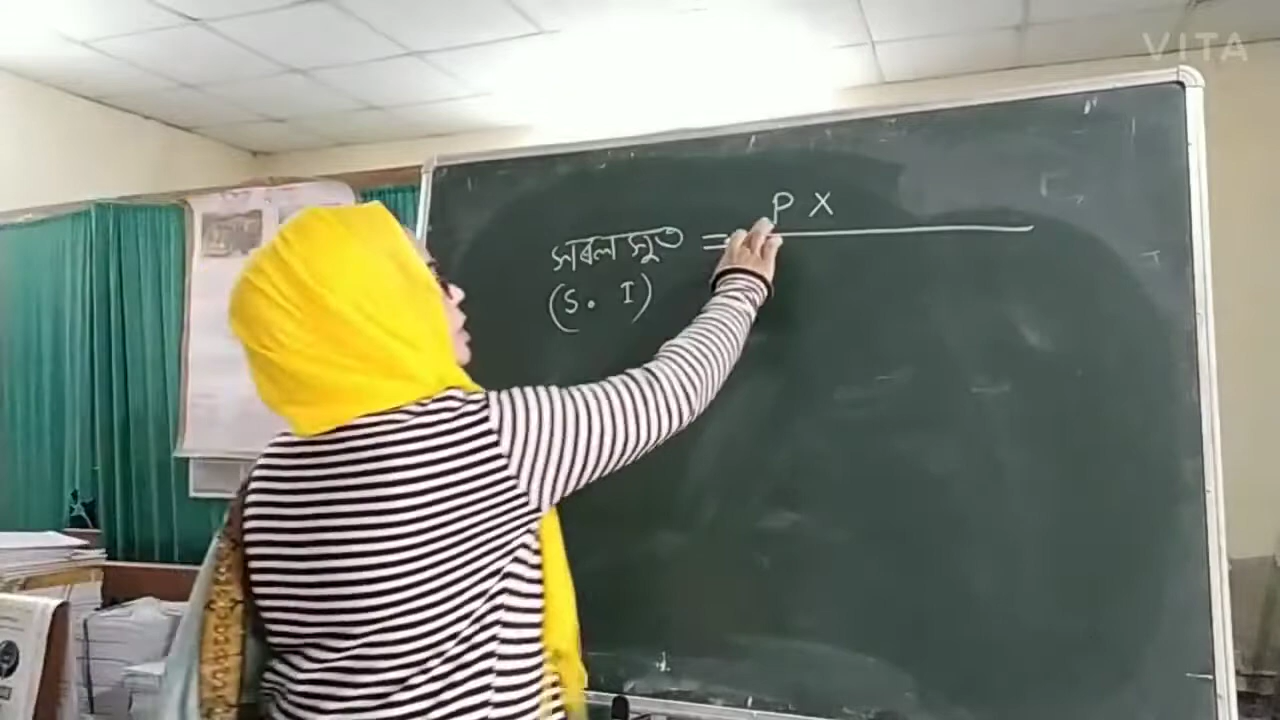 VITA
P X
সৰল সূত =
(S. I)